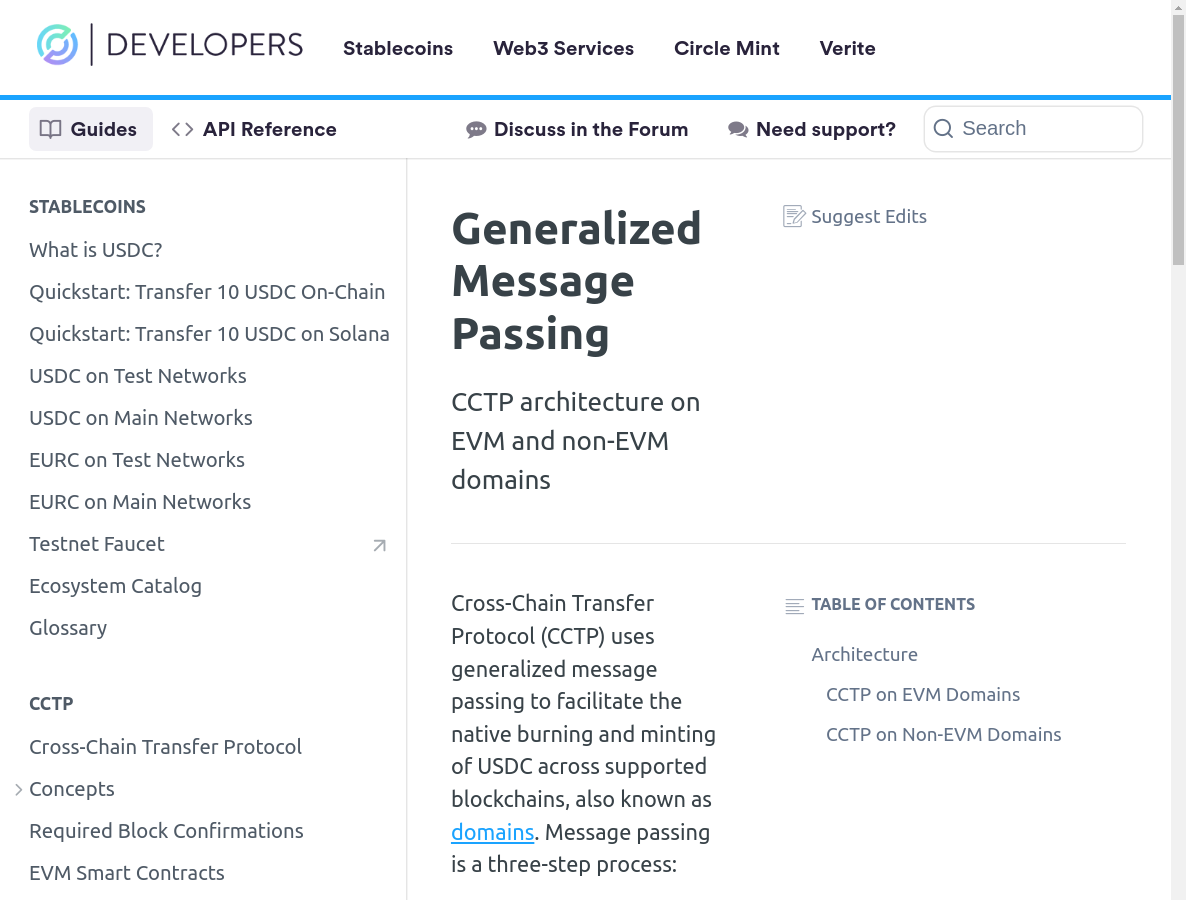 DEVELOPERS
Stablecoins
Web3 Services
Circle Mint
Verite
Guides
API Reference
Discuss in the Forum
Need support?
Search
STABLECOINS
What is USDC?
Quickstart: Transfer 10 USDC On-Chain
Quickstart: Transfer 10 USDC on Solana
USDC on Test Networks
USDC on Main Networks
EURC on Test Networks
EURC on Main Networks
Testnet Faucet
Ecosystem Catalog
Glossary
CCTP
Cross-Chain Transfer Protocol
Concepts
Required Block Confirmations
EVM Smart Contracts
Generalized
Message
Passing
CCTP architecture on
EVM and non-EVM
domains
Suggest Edits
Cross-Chain Transfer
Protocol (CCTP) uses
generalized message
passing to facilitate the
native burning and minting
of USDC across supported
blockchains, also known as
domains. Message passing
is a three-step process:
TABLE OF CONTENTS
Architecture
CCTP on EVM Domains
CCTP on Non-EVM Domains